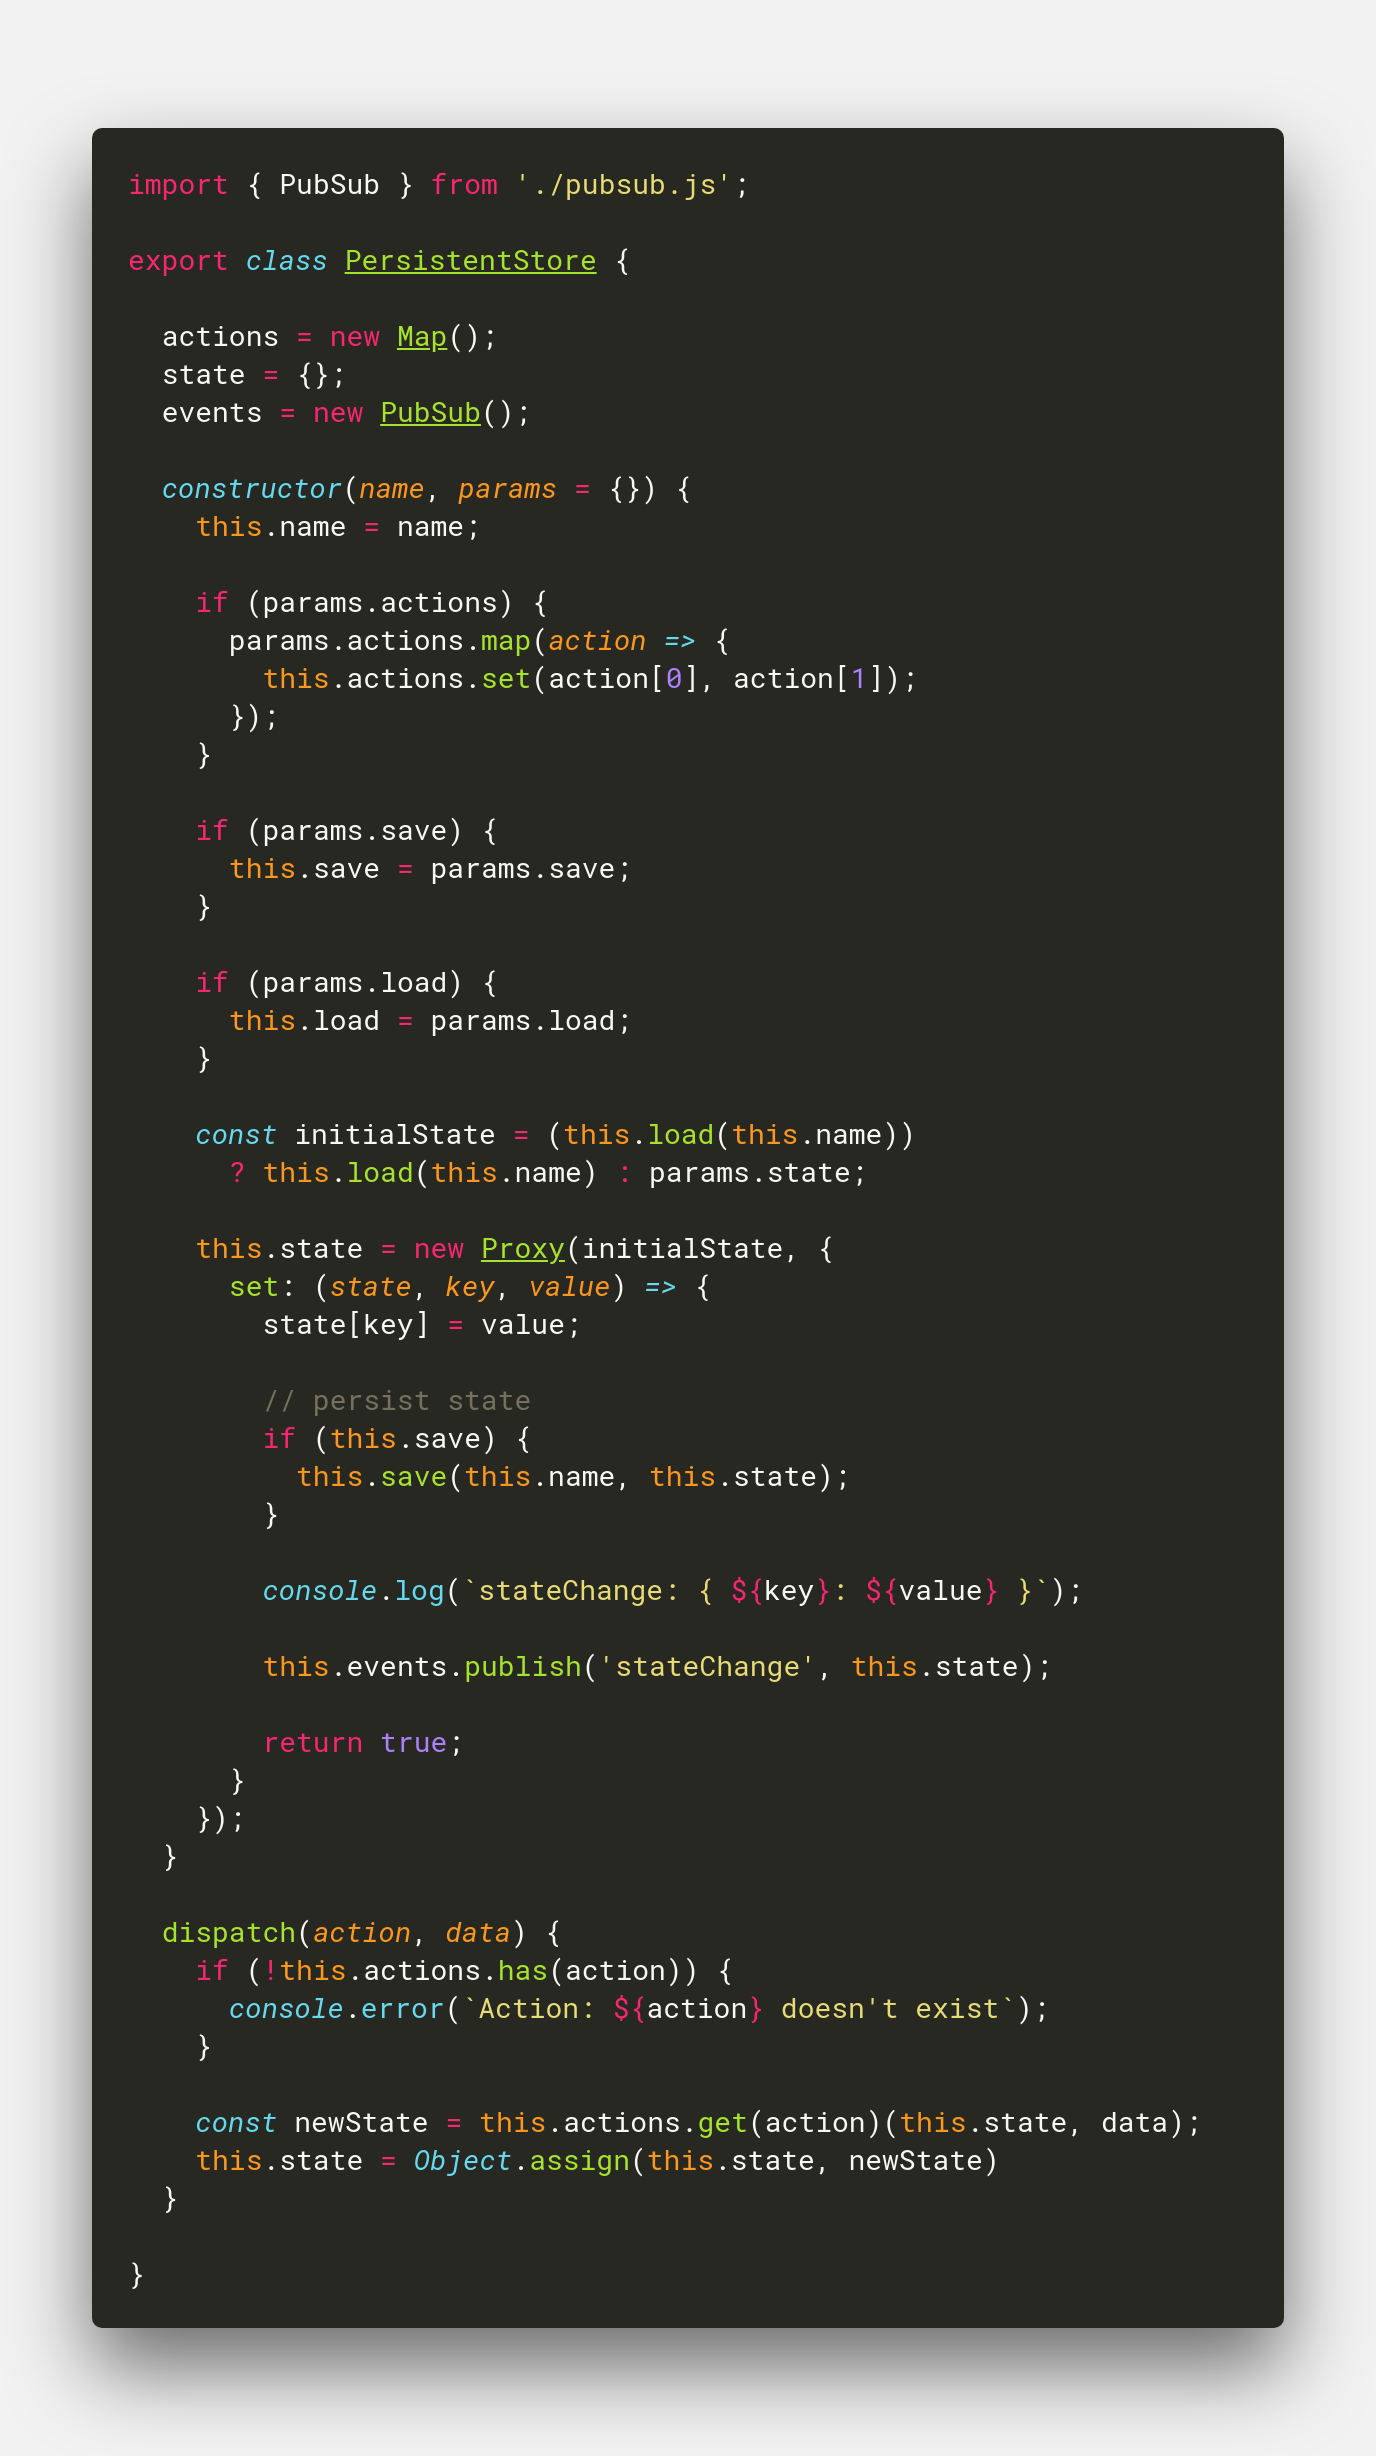 import { PubSub } from './pubsub.js';

export class PersistentStore {

  actions = new Map();
  state = {};
  events = new PubSub();

  constructor(name, params = {}) {
    this.name = name;

    if (params.actions) {
      params.actions.map(action => {
        this.actions.set(action[0], action[1]);
      });
    }

    if (params.save) {
      this.save = params.save;
    }

    if (params.load) {
      this.load = params.load;
    }

    const initialState = (this.load(this.name))
      ? this.load(this.name) : params.state;

    this.state = new Proxy(initialState, {
      set: (state, key, value) => {
        state[key] = value;

        // persist state
        if (this.save) {
          this.save(this.name, this.state);
        }

        console.log(`stateChange: { ${key}: ${value} }`);

        this.events.publish('stateChange', this.state);

        return true;
      }
    });
  }

  dispatch(action, data) {
    if (!this.actions.has(action)) {
      console.error(`Action: ${action} doesn't exist`);
    }

    const newState = this.actions.get(action)(this.state, data);
    this.state = Object.assign(this.state, newState)
  }

}